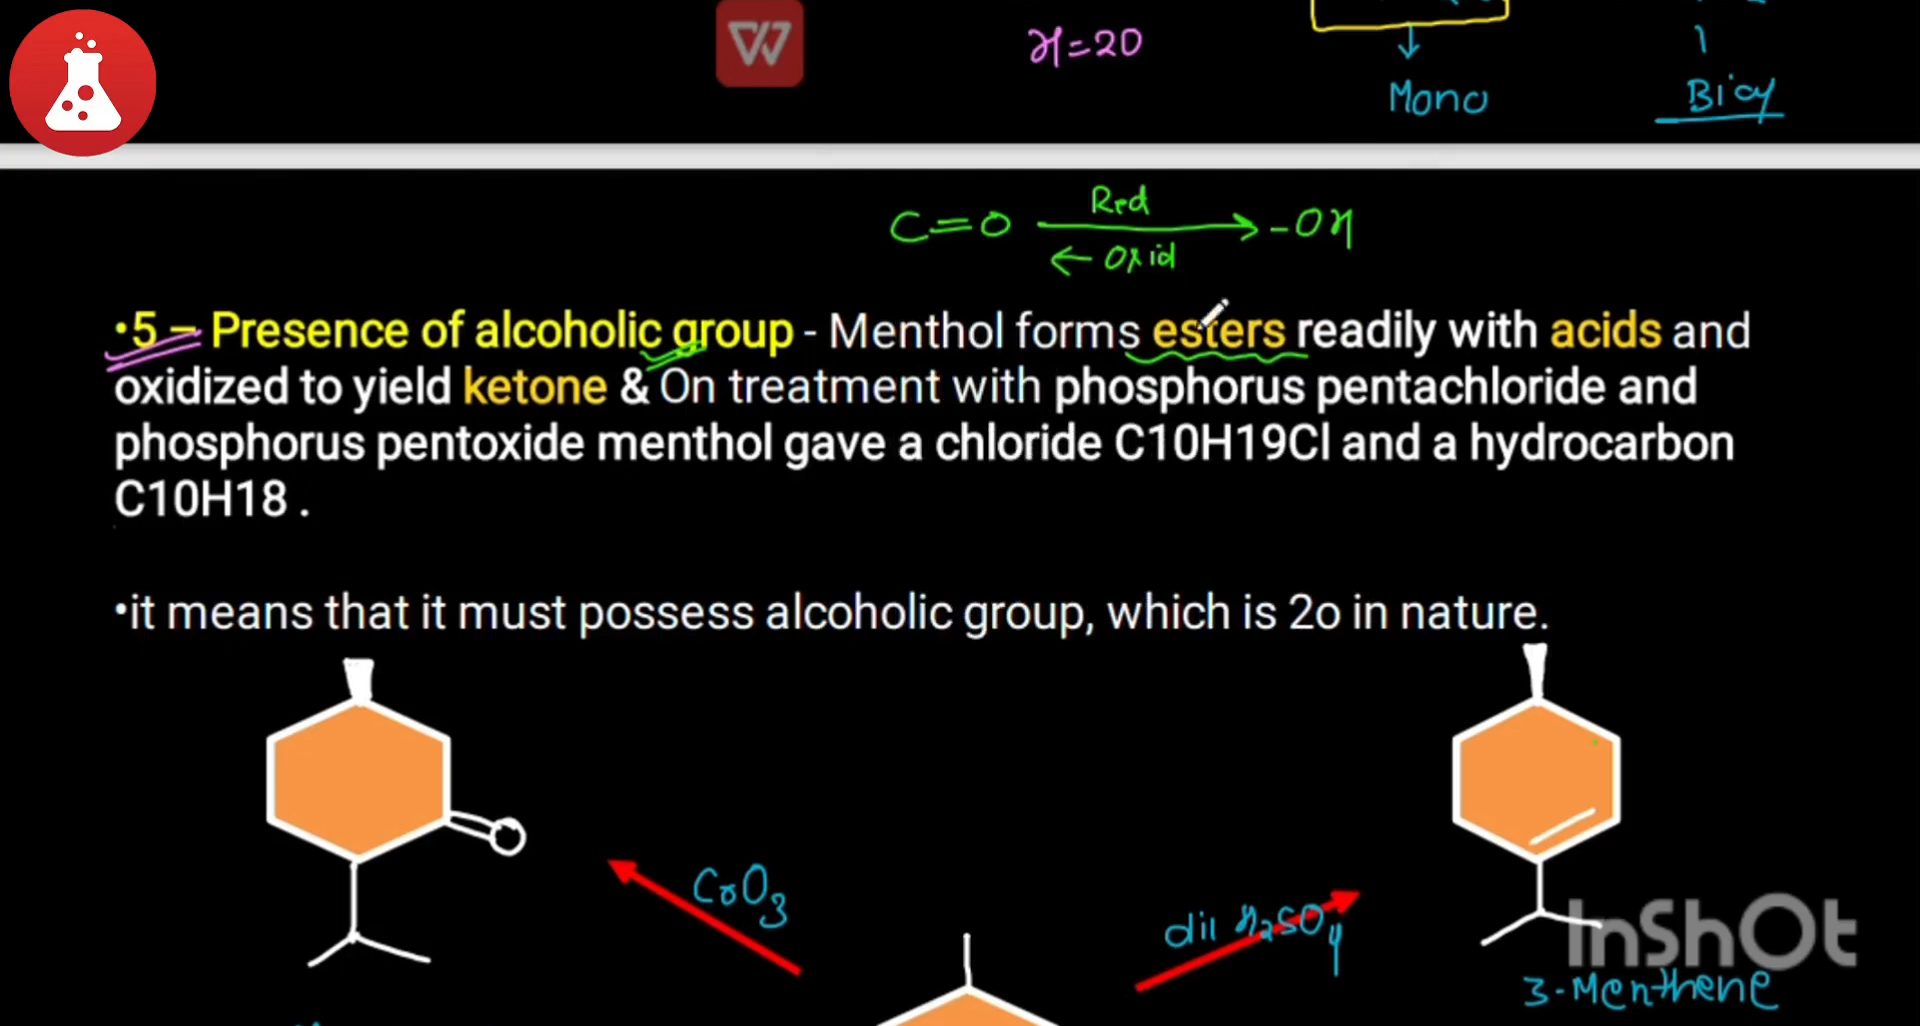 H=20
Mono
Bicy
C=O Red -OH
← Oxid
•5 – Presence of alcoholic group - Menthol forms esters readily with acids and
oxidized to yield ketone & On treatment with phosphorus pentachloride and
phosphorus pentoxide menthol gave a chloride C10H19Cl and a hydrocarbon
C10H18 .
•it means that it must possess alcoholic group, which is 2o in nature.
O
CrO3
dil H2SO4
InShOt
3-Menthene